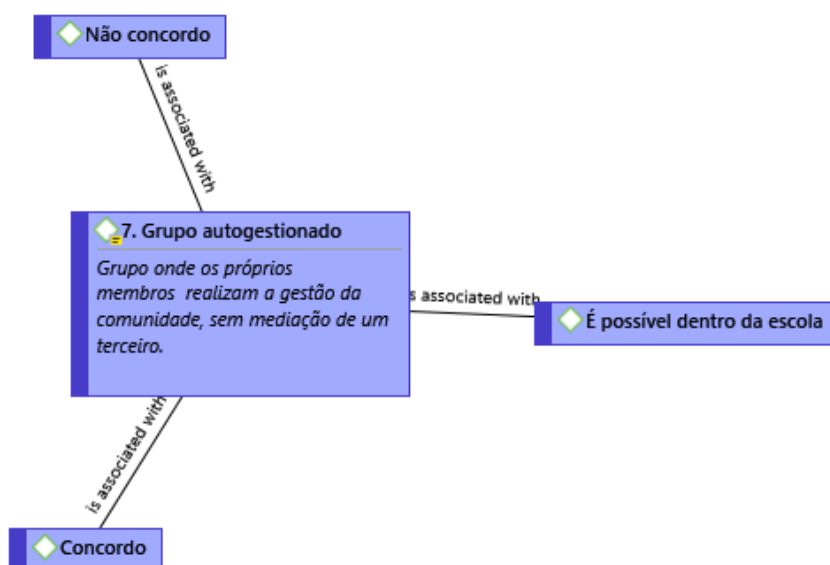 Não concordo
is associated with
7. Grupo autogestionado
Grupo onde os próprios
membros realizam a gestão da
comunidade, sem mediação de um
terceiro.
is associated with
É possível dentro da escola
is associated with
Concordo